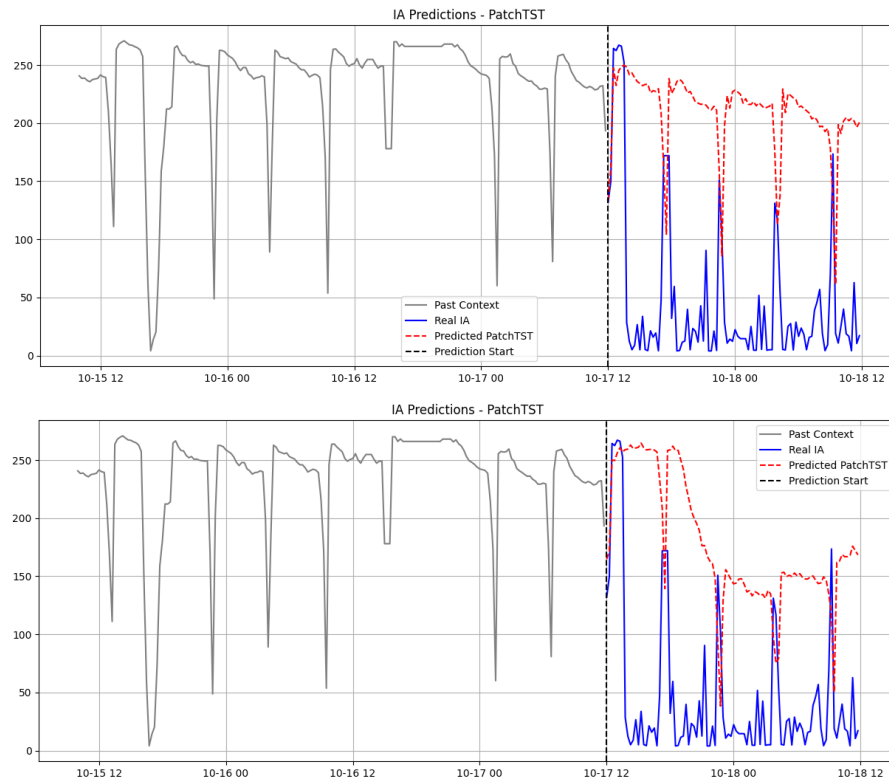 IA Predictions - PatchTST
250
200
150
100
50
0
Past Context
Real IA
Predicted PatchTST
Prediction Start
10-15 12
10-16 00
10-16 12
10-17 00
10-17 12
10-18 00
10-18 12
IA Predictions - PatchTST
Past Context
Real IA
Predicted PatchTST
Prediction Start
250
200
150
100
50
0
10-15 12
10-16 00
10-16 12
10-17 00
10-17 12
10-18 00
10-18 12